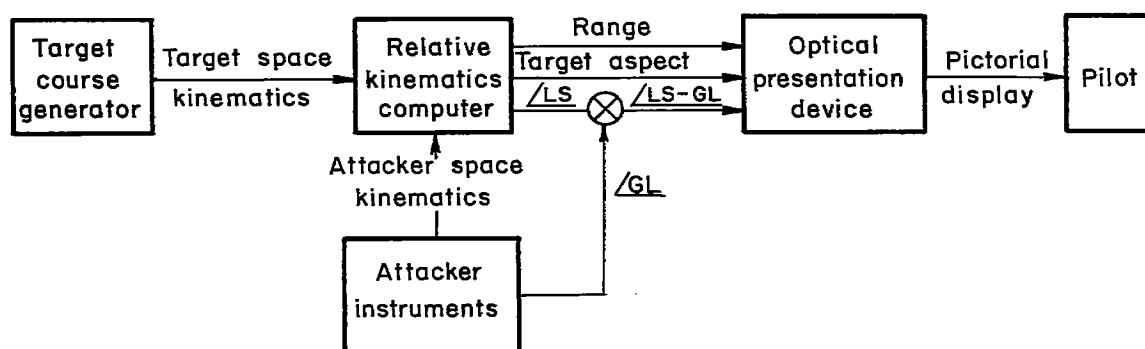 Target
course
generator
Target space
kinematics
Relative
kinematics
computer
Range
Target aspect
∠LS
∠LS-GL
Optical
presentation
device
Pictorial
display
Pilot
Attacker space
kinematics
∠GL
Attacker
instruments